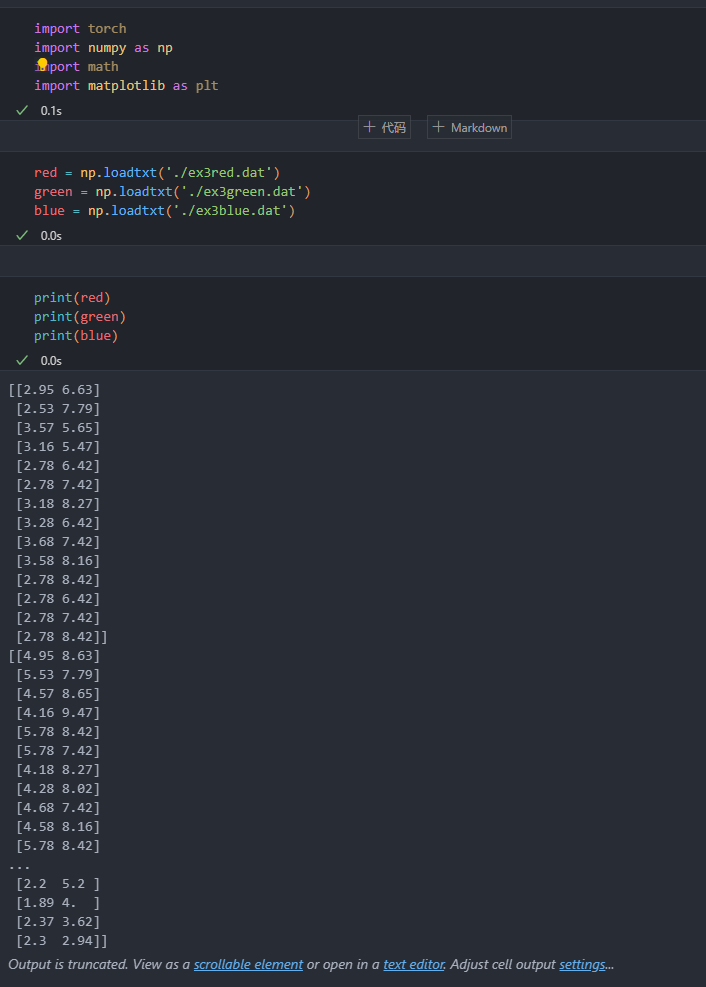 import torch
import numpy as np
import math
import matplotlib as plt
0.1s
代码 Markdown
red = np.loadtxt('./ex3red.dat')
green = np.loadtxt('./ex3green.dat')
blue = np.loadtxt('./ex3blue.dat')
0.0s
print(red)
print(green)
print(blue)
0.0s
[[2.95 6.63]
 [2.53 7.79]
 [3.57 5.65]
 [3.16 5.47]
 [2.78 6.42]
 [2.78 7.42]
 [3.18 8.27]
 [3.28 6.42]
 [3.68 7.42]
 [3.58 8.16]
 [2.78 8.42]
 [2.78 6.42]
 [2.78 7.42]
 [2.78 8.42]]
[[4.95 8.63]
 [5.53 7.79]
 [4.57 8.65]
 [4.16 9.47]
 [5.78 8.42]
 [5.78 7.42]
 [4.18 8.27]
 [4.28 8.02]
 [4.68 7.42]
 [4.58 8.16]
 [5.78 8.42]
...
 [2.2  5.2 ]
 [1.89 4.  ]
 [2.37 3.62]
 [2.3  2.94]]
Output is truncated. View as a scrollable element or open in a text editor. Adjust cell output settings...